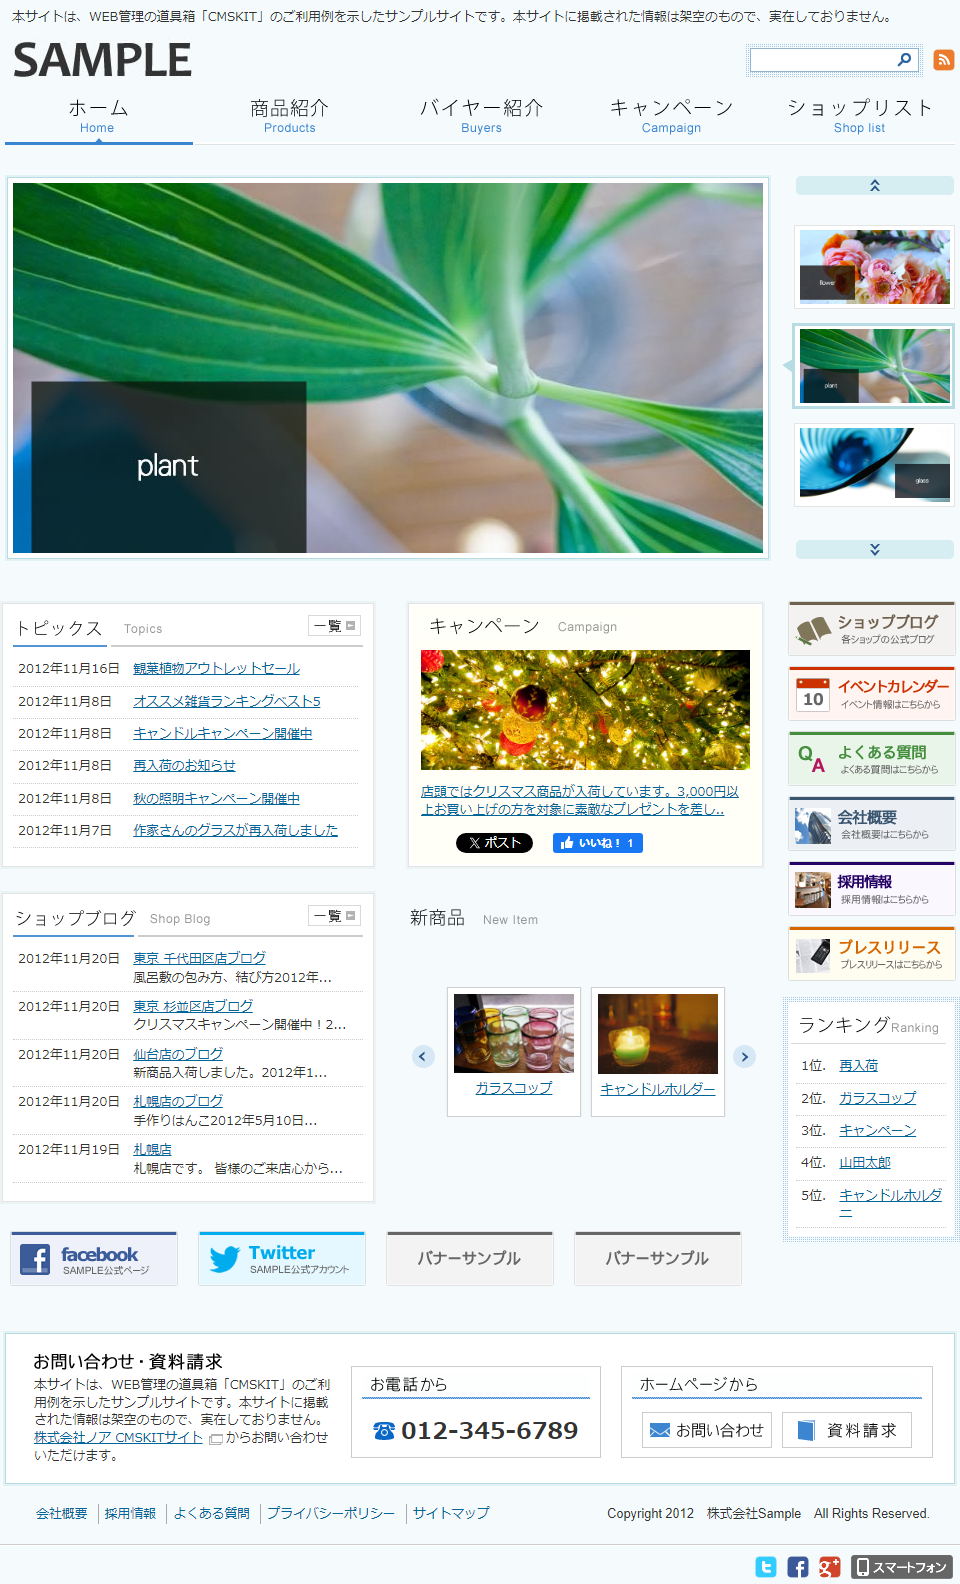 本サイトは、WEB管理の道具箱「CMSKIT」のご利用例を示したサンプルサイトです。本サイトに掲載された情報は架空のもので、実在しておりません。
SAMPLE
ホーム
Home
商品紹介
Products
バイヤー紹介
Buyers
キャンペーン
Campaign
ショップリスト
Shop list
plant
flower
plant
glass
トピックス Topics 一覧
2012年11月16日 観葉植物アウトレットセール
2012年11月8日 オススメ雑貨ランキングベスト5
2012年11月8日 キャンドルキャンペーン開催中
2012年11月8日 再入荷のお知らせ
2012年11月8日 秋の照明キャンペーン開催中
2012年11月7日 作家さんのグラスが再入荷しました
キャンペーン Campaign
店頭ではクリスマス商品が入荷しています。3,000円以
上お買い上げの方を対象に素敵なプレゼントを差し..
ポスト
いいね！ 1
ショップブログ
各ショップの公式ブログ
10
イベントカレンダー
イベント情報はこちらから
QA
よくある質問
よくある質問はこちらから
会社概要
会社概要はこちらから
採用情報
採用情報はこちらから
プレスリリース
プレスリリースはこちらから
ショップブログ Shop Blog 一覧
2012年11月20日 東京 千代田区店ブログ
風呂敷の包み方、結び方2012年...
2012年11月20日 東京 杉並区店ブログ
クリスマスキャンペーン開催中！2...
2012年11月20日 仙台店のブログ
新商品入荷しました。2012年1...
2012年11月20日 札幌店のブログ
手作りはんこ2012年5月10日...
2012年11月19日 札幌店
札幌店です。 皆様のご来店心から...
新商品 New Item
ガラスコップ
キャンドルホルダー
ランキング Ranking
1位. 再入荷
2位. ガラスコップ
3位. キャンペーン
4位. 山田太郎
5位. キャンドルホルダ
ー
facebook
SAMPLE公式ページ
Twitter
SAMPLE公式アカウント
バナーサンプル
バナーサンプル
お問い合わせ・資料請求
本サイトは、WEB管理の道具箱「CMSKIT」のご利
用例を示したサンプルサイトです。本サイトに掲載
された情報は架空のもので、実在しておりません。
株式会社ノア CMSKITサイト からお問い合わせ
いただけます。
お電話から
012-345-6789
ホームページから
お問い合わせ
資料請求
会社概要 採用情報 よくある質問 プライバシーポリシー サイトマップ
Copyright 2012 株式会社Sample All Rights Reserved.
スマートフォン